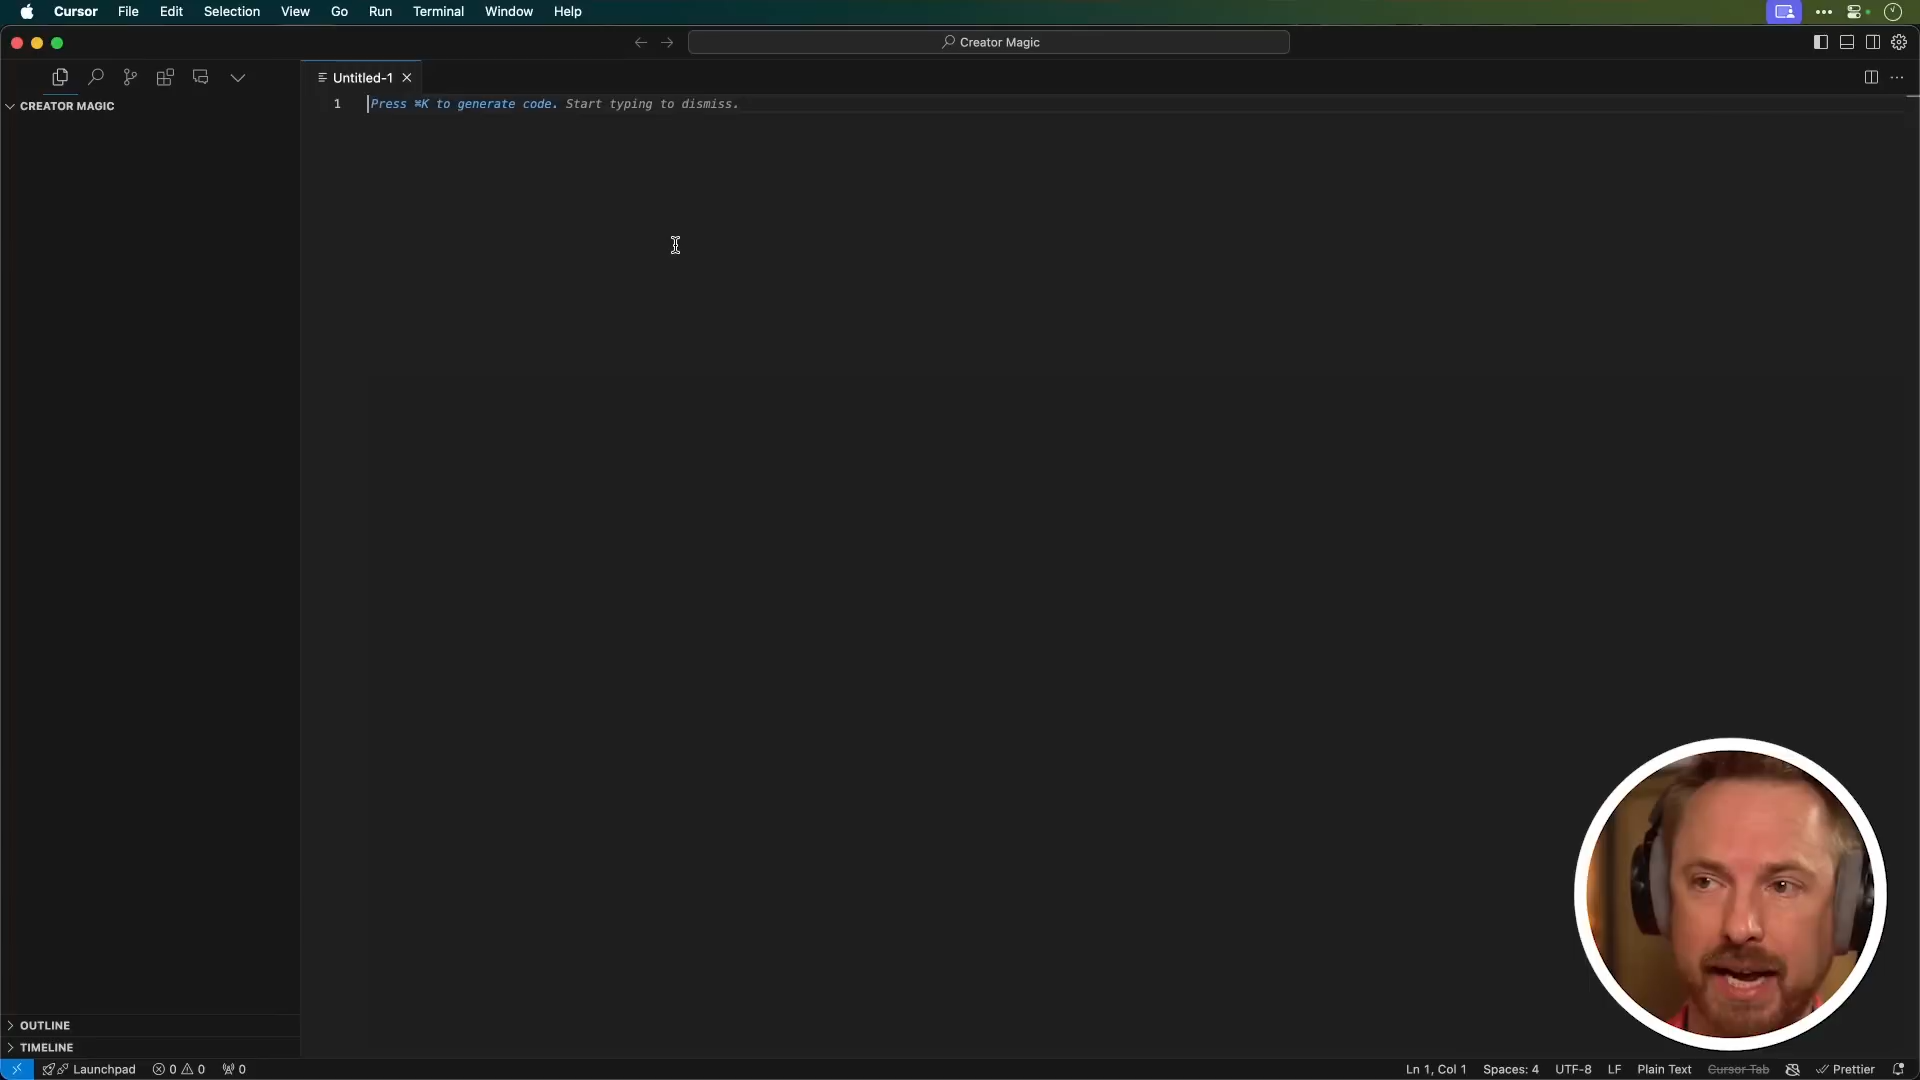 Cursor File Edit Selection View Go Run Terminal Window Help
Creator Magic
Untitled-1
CREATOR MAGIC
1 Press ⌘K to generate code. Start typing to dismiss.
OUTLINE
TIMELINE
Launchpad 0 0 0 Ln 1, Col 1 Spaces: 4 UTF-8 LF Plain Text Cursor Tab Prettier